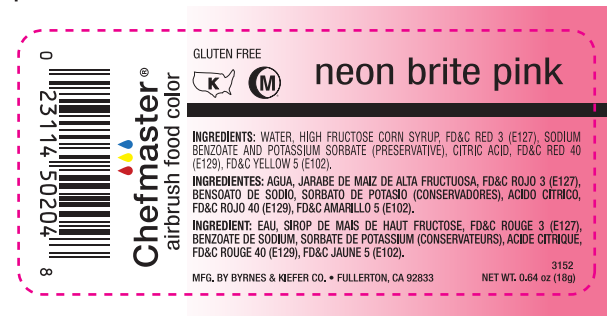 GLUTEN FREE
K
M
neon brite pink
Chefmaster®
airbrush food color
0 23114 50204 8
INGREDIENTS: WATER, HIGH FRUCTOSE CORN SYRUP, FD&C RED 3 (E127), SODIUM
BENZOATE AND POTASSIUM SORBATE (PRESERVATIVE), CITRIC ACID, FD&C RED 40
(E129), FD&C YELLOW 5 (E102).
INGREDIENTES: AGUA, JARABE DE MAIZ DE ALTA FRUCTUOSA, FD&C ROJO 3 (E127),
BENSOATO DE SODIO, SORBATO DE POTASIO (CONSERVADORES), ACIDO CÍTRICO,
FD&C ROJO 40 (E129), FD&C AMARILLO 5 (E102).
INGREDIENT: EAU, SIROP DE MAIS DE HAUT FRUCTOSE, FD&C ROUGE 3 (E127),
BENZOATE DE SODIUM, SORBATE DE POTASSIUM (CONSERVATEURS), ACIDE CITRIQUE,
FD&C ROUGE 40 (E129), FD&C JAUNE 5 (E102).
3152
MFG. BY BYRNES & KIEFER CO. • FULLERTON, CA 92833 NET WT. 0.64 oz (18g)